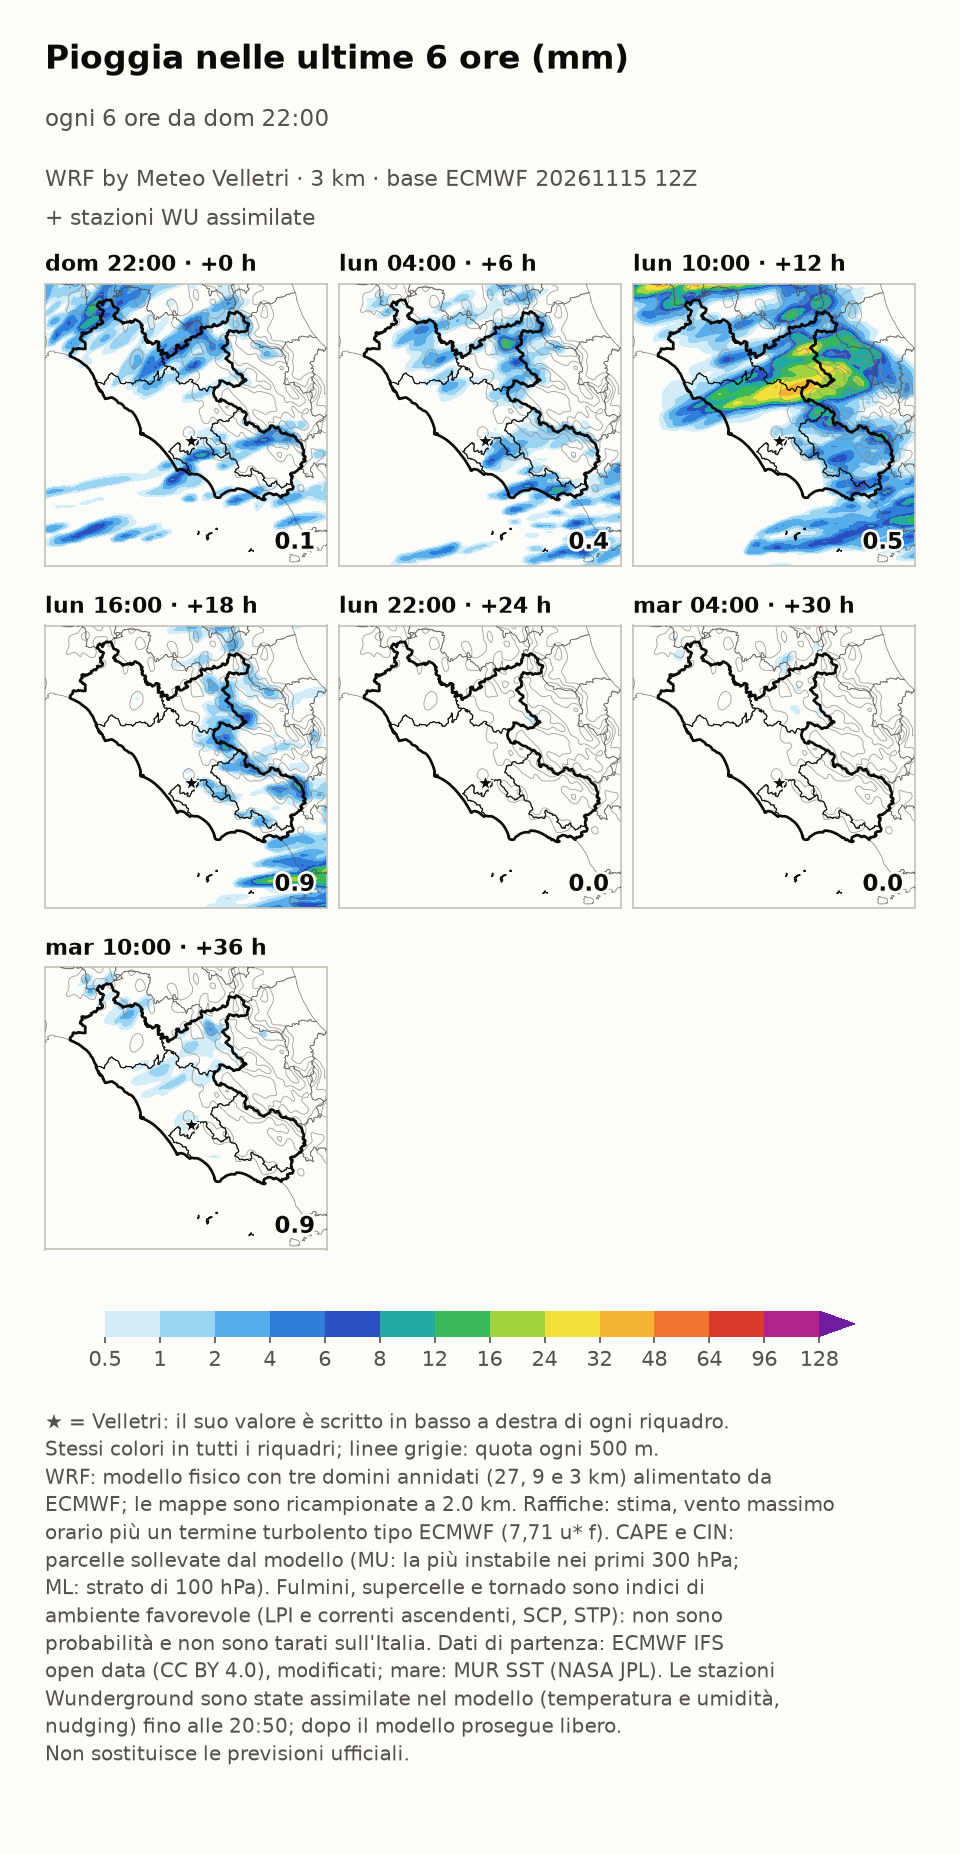 Pioggia nelle ultime 6 ore (mm)
ogni 6 ore da dom 22:00
WRF by Meteo Velletri · 3 km · base ECMWF 20261115 12Z
+ stazioni WU assimilate
dom 22:00 · +0 h
lun 04:00 · +6 h
lun 10:00 · +12 h
0.1
0.4
0.5
lun 16:00 · +18 h
lun 22:00 · +24 h
mar 04:00 · +30 h
0.9
0.0
0.0
mar 10:00 · +36 h
0.9
0.5 1 2 4 6 8 12 16 24 32 48 64 96 128
★ = Velletri: il suo valore è scritto in basso a destra di ogni riquadro.
Stessi colori in tutti i riquadri; linee grigie: quota ogni 500 m.
WRF: modello fisico con tre domini annidati (27, 9 e 3 km) alimentato da
ECMWF; le mappe sono ricampionate a 2.0 km. Raffiche: stima, vento massimo
orario più un termine turbolento tipo ECMWF (7,71 u* f). CAPE e CIN:
parcelle sollevate dal modello (MU: la più instabile nei primi 300 hPa;
ML: strato di 100 hPa). Fulmini, supercelle e tornado sono indici di
ambiente favorevole (LPI e correnti ascendenti, SCP, STP): non sono
probabilità e non sono tarati sull'Italia. Dati di partenza: ECMWF IFS
open data (CC BY 4.0), modificati; mare: MUR SST (NASA JPL). Le stazioni
Wunderground sono state assimilate nel modello (temperatura e umidità,
nudging) fino alle 20:50; dopo il modello prosegue libero.
Non sostituisce le previsioni ufficiali.